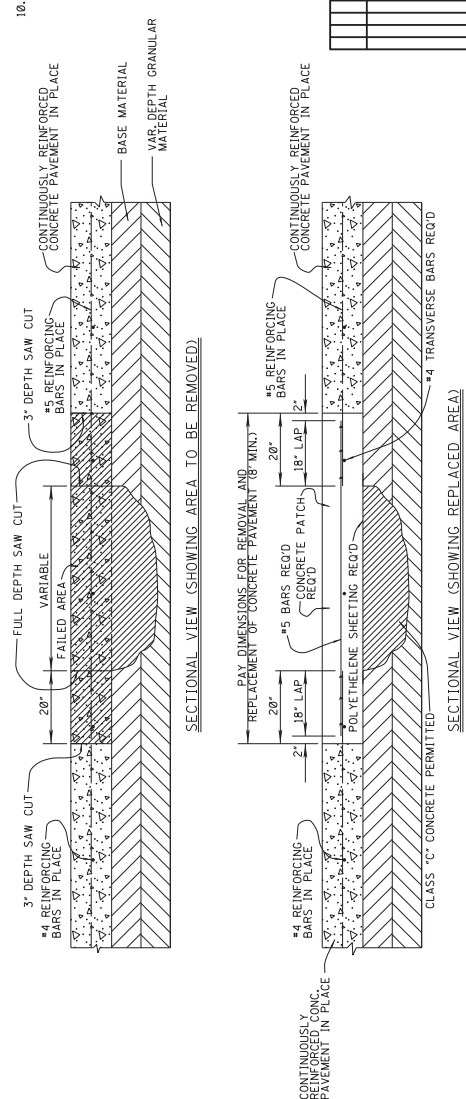 10.
3" DEPTH SAW CUT
FULL DEPTH SAW CUT
3" DEPTH SAW CUT
CONTINUOUSLY REINFORCED
CONCRETE PAVEMENT IN PLACE
#4 REINFORCING
BARS IN PLACE
20"
VARIABLE
FAILED AREA
#5 REINFORCING
BARS IN PLACE
BASE MATERIAL
VAR. DEPTH GRANULAR
MATERIAL
SECTIONAL VIEW (SHOWING AREA TO BE REMOVED)
PAY DIMENSIONS FOR REMOVAL AND
REPLACEMENT OF CONCRETE PAVEMENT (8' MIN.)
CONTINUOUSLY
REINFORCED CONC.
PAVEMENT IN PLACE
#4 REINFORCING
BARS IN PLACE
2"
20"
18" LAP
#5 BARS REQ'D
CONCRETE PATCH
REQ'D
20"
18" LAP
2"
#5 REINFORCING
BARS IN PLACE
CONTINUOUSLY REINFORCED
CONCRETE PAVEMENT IN PLACE
POLYETHELENE SHEETING REQ'D
CLASS "C" CONCRETE PERMITTED
#4 TRANSVERSE BARS REQ'D
SECTIONAL VIEW (SHOWING REPLACED AREA)